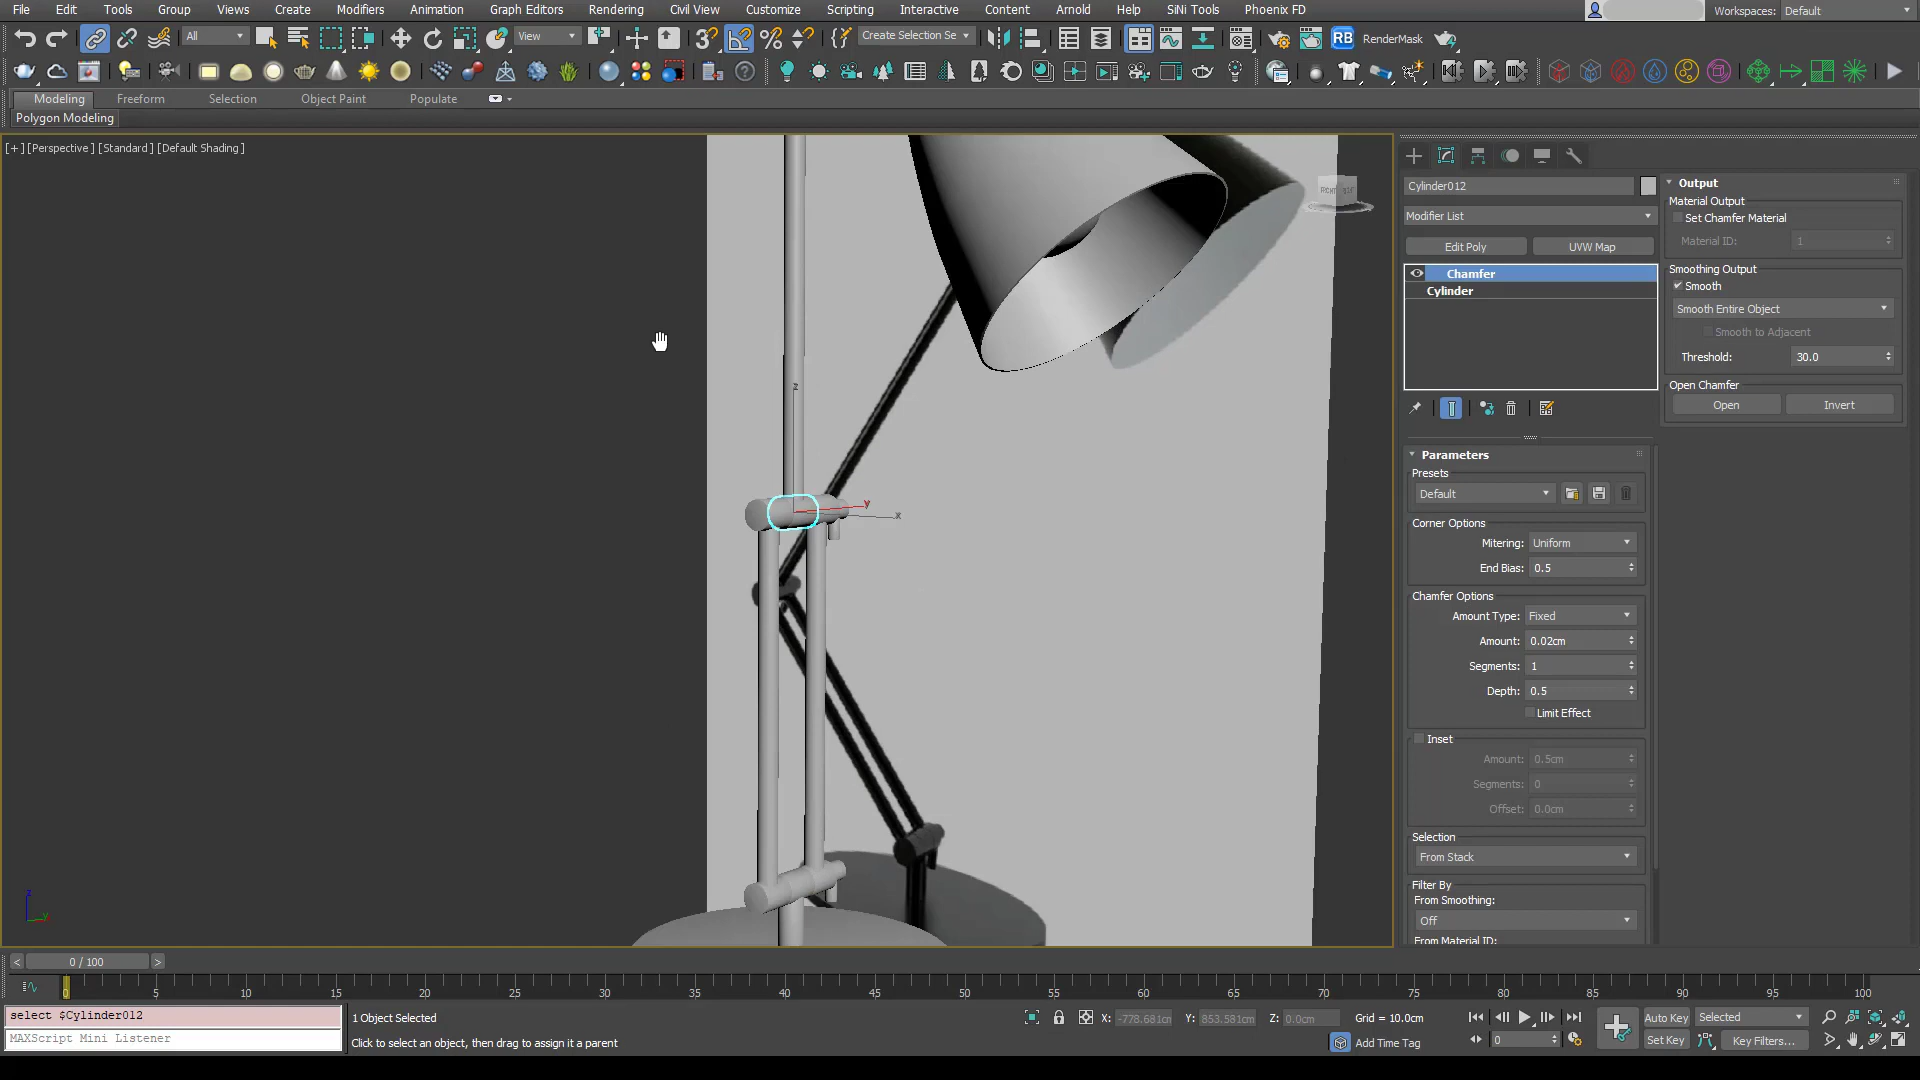 File Edit Tools Group Views Create Modifiers Animation Graph Editors Rendering Civil View Customize Scripting Interactive Content Arnold Help SiNi Tools Phoenix FD Workspaces: Default
All View Create Selection Se RB RenderMask
Modeling Freeform Selection Object Paint Populate
Polygon Modeling
[+] [Perspective ] [Standard ] [Default Shading ]
Cylinder012
Modifier List
Edit Poly UVW Map
Chamfer
Cylinder
Parameters
Presets
Default
Corner Options
Mitering: Uniform
End Bias: 0.5
Chamfer Options
Amount Type: Fixed
Amount: 0.02cm
Segments: 1
Depth: 0.5
Limit Effect
Inset
Amount: 0.5cm
Segments: 0
Offset: 0.0cm
Selection
From Stack
Filter By
From Smoothing:
Off
From Material ID:
Output
Material Output
Set Chamfer Material
Material ID: 1
Smoothing Output
Smooth
Smooth Entire Object
Smooth to Adjacent
Threshold: 30.0
Open Chamfer
Open Invert
z
y
x
z
y
< 0 / 100 >
0 5 10 15 20 25 30 35 40 45 50 55 60 65 70 75 80 85 90 95 100
select $Cylinder012
MAXScript Mini Listener
1 Object Selected
Click to select an object, then drag to assign it a parent
X: -778.681cm Y: 853.581cm Z: 0.0cm Grid = 10.0cm
Add Time Tag
0
Auto Key Selected
Set Key Key Filters...